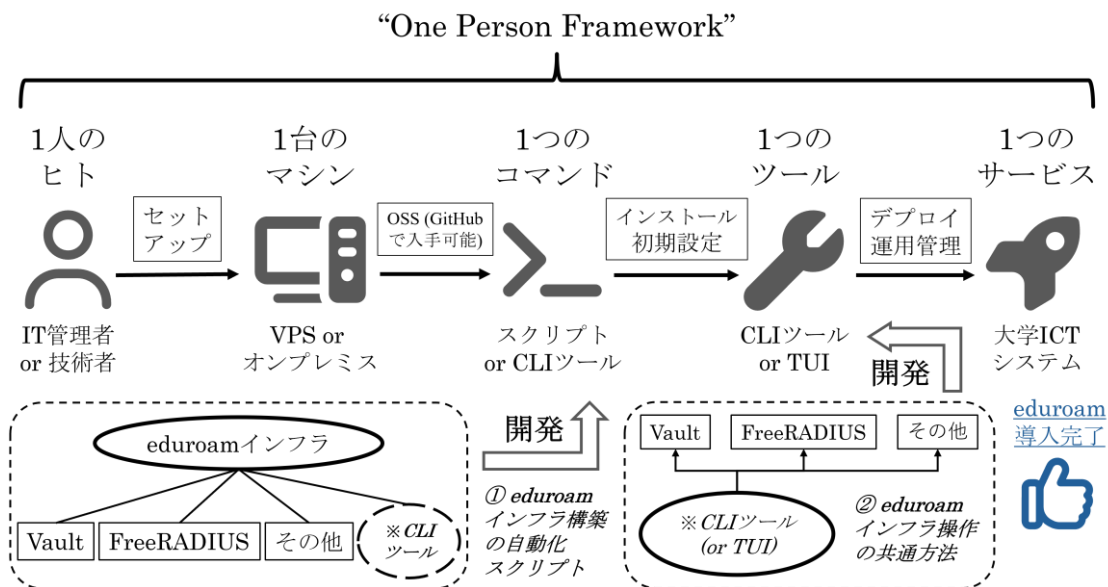 “One Person Framework”
1人の
ヒト
1台の
マシン
1つの
コマンド
1つの
ツール
1つの
サービス
セット
アップ
OSS (GitHub
で入手可能)
インストール
初期設定
デプロイ
運用管理
IT管理者
or 技術者
VPS or
オンプレミス
スクリプト
or CLIツール
CLIツール
or TUI
大学ICT
システム
eduroamインフラ
Vault
FreeRADIUS
その他
※CLI
ツール
開発
① eduroam
インフラ構築
の自動化
スクリプト
開発
Vault
FreeRADIUS
その他
※CLIツール
(or TUI)
② eduroam
インフラ操作
の共通方法
eduroam
導入完了